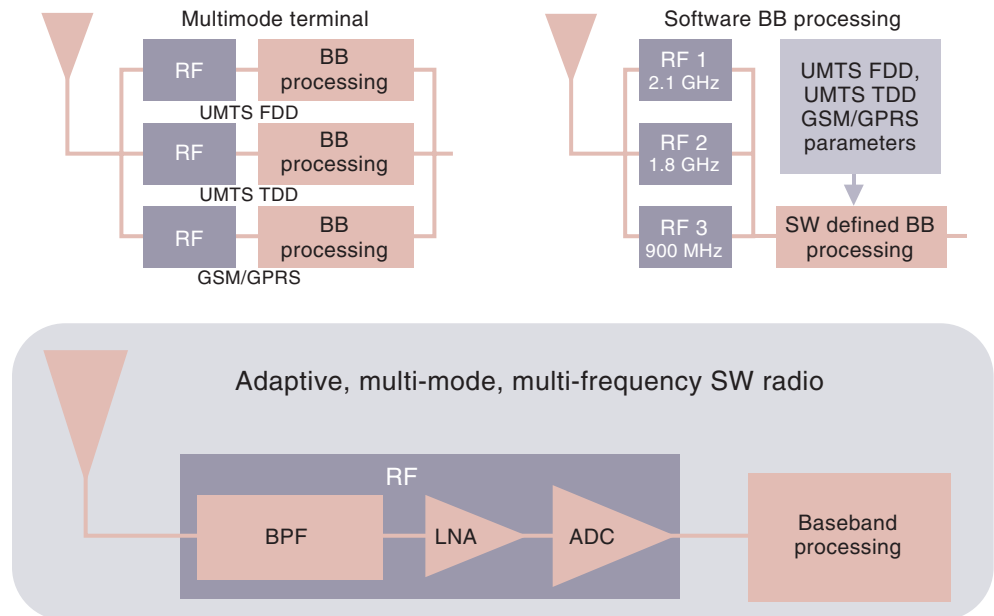 Multimode terminal
RF
BB
processing
UMTS FDD
RF
BB
processing
UMTS TDD
RF
BB
processing
GSM/GPRS
Software BB processing
RF 1
2.1 GHz
RF 2
1.8 GHz
RF 3
900 MHz
UMTS FDD,
UMTS TDD
GSM/GPRS
parameters
SW defined BB
processing
Adaptive, multi-mode, multi-frequency SW radio
RF
BPF
LNA
ADC
Baseband
processing